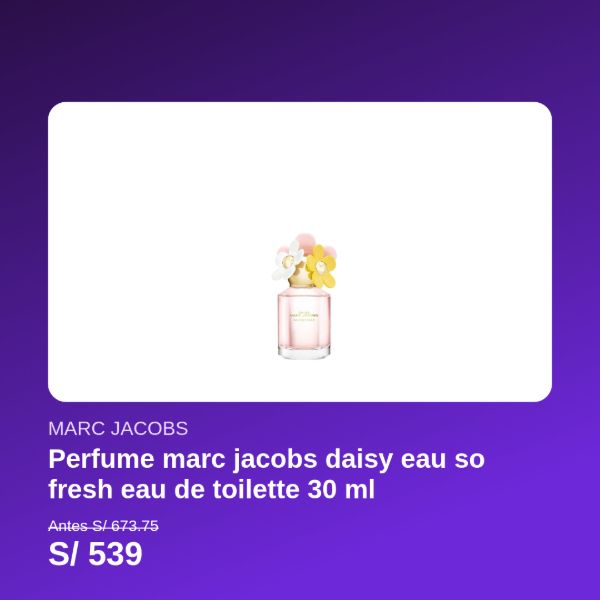 MARC JACOBS
Perfume marc jacobs daisy eau so
fresh eau de toilette 30 ml
Antes S/ 673.75
S/ 539